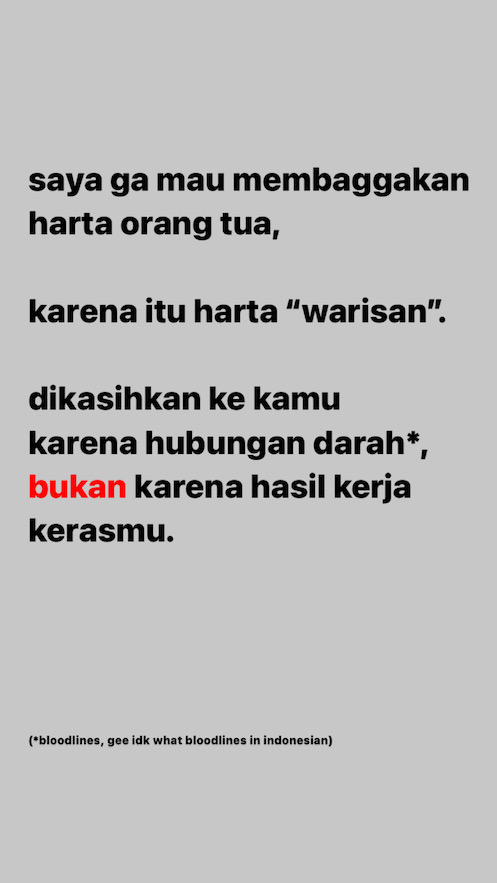 saya ga mau membaggakan
harta orang tua,
karena itu harta “warisan”.
dikasihkan ke kamu
karena hubungan darah*,
bukan karena hasil kerja
kerasmu.
(*bloodlines, gee idk what bloodlines in indonesian)